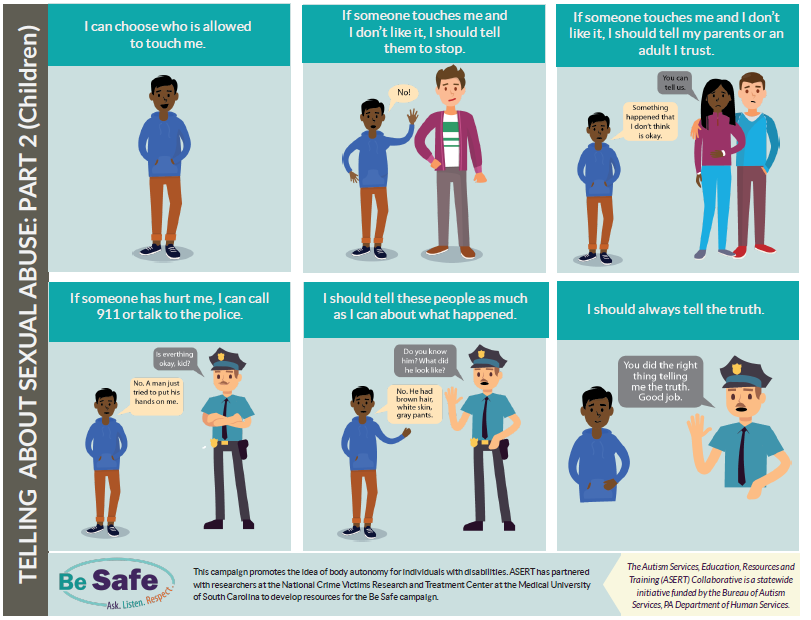 TELLING ABOUT SEXUAL ABUSE: PART 2 (Children)
I can choose who is allowed
to touch me.
If someone touches me and
I don't like it, I should tell
them to stop.
No!
If someone touches me and I don't
like it, I should tell my parents or an
adult I trust.
You can
tell us.
Something
happened that
I don't think
is okay.
If someone has hurt me, I can call
911 or talk to the police.
Is everthing
okay, kid?
No. A man just
tried to put his
hands on me.
I should tell these people as much
as I can about what happened.
Do you know
him? What did
he look like?
No. He had
brown hair,
white skin,
gray pants.
I should always tell the truth.
You did the right
thing telling
me the truth.
Good job.
Be Safe
Ask. Listen. Respect.
This campaign promotes the idea of body autonomy for individuals with disabilities. ASERT has partnered
with researchers at the National Crime Victims Research and Treatment Center at the Medical University
of South Carolina to develop resources for the Be Safe campaign.
The Autism Services, Education, Resources and
Training (ASERT) Collaborative is a statewide
initiative funded by the Bureau of Autism
Services, PA Department of Human Services.